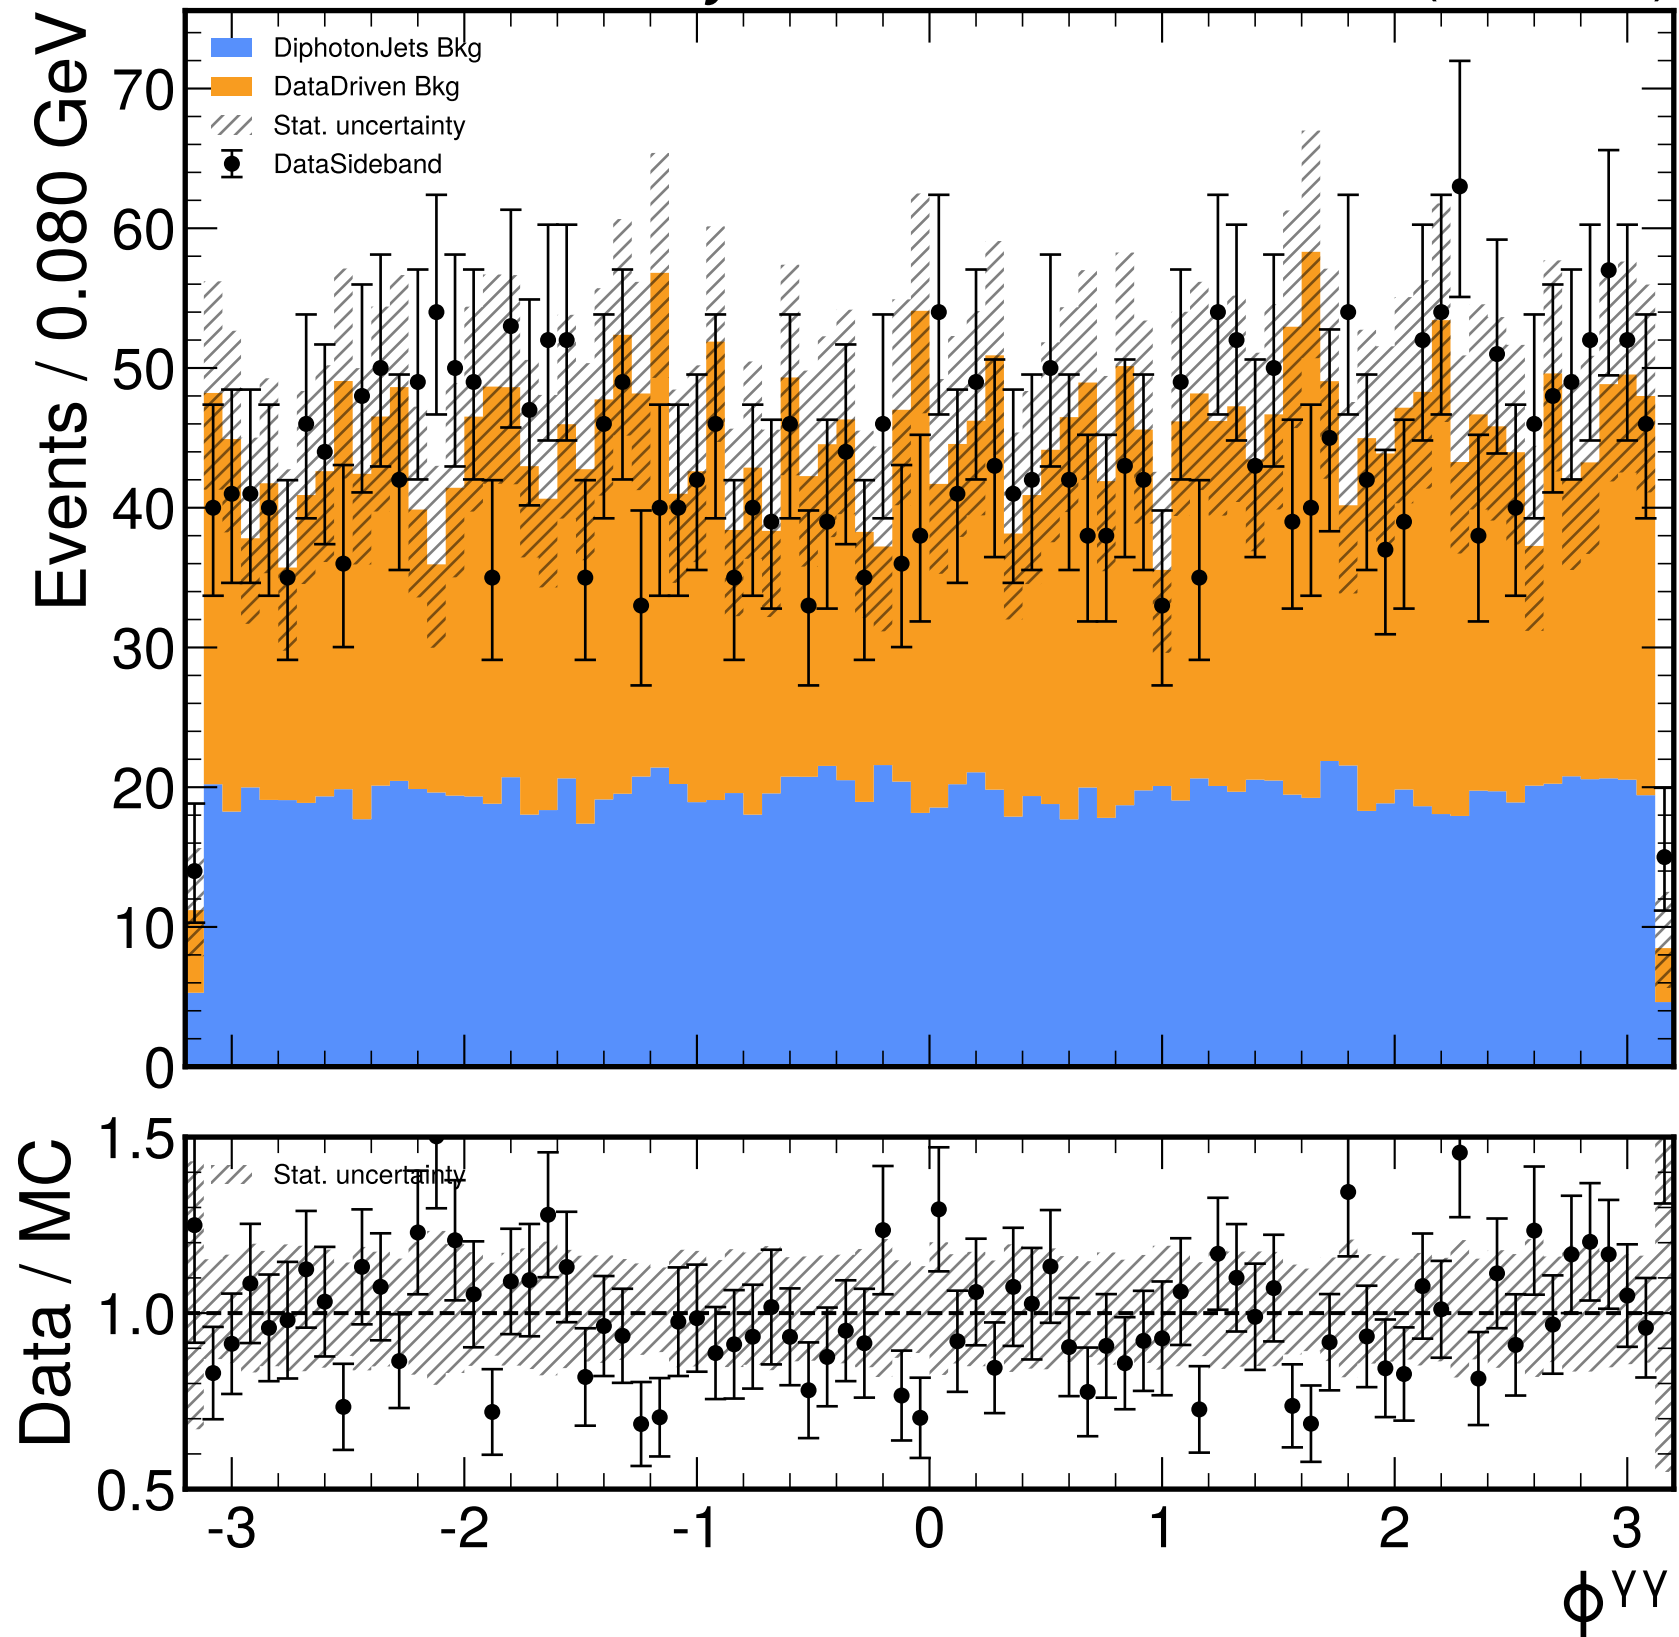 Events / 0.080 GeV
70
60
50
40
30
20
10
0
DiphotonJets Bkg
DataDriven Bkg
Stat. uncertainty
DataSideband
Data / MC
1.5
1.0
0.5
Stat. uncertainty
-3 -2 -1 0 1 2 3
ϕ^γγ